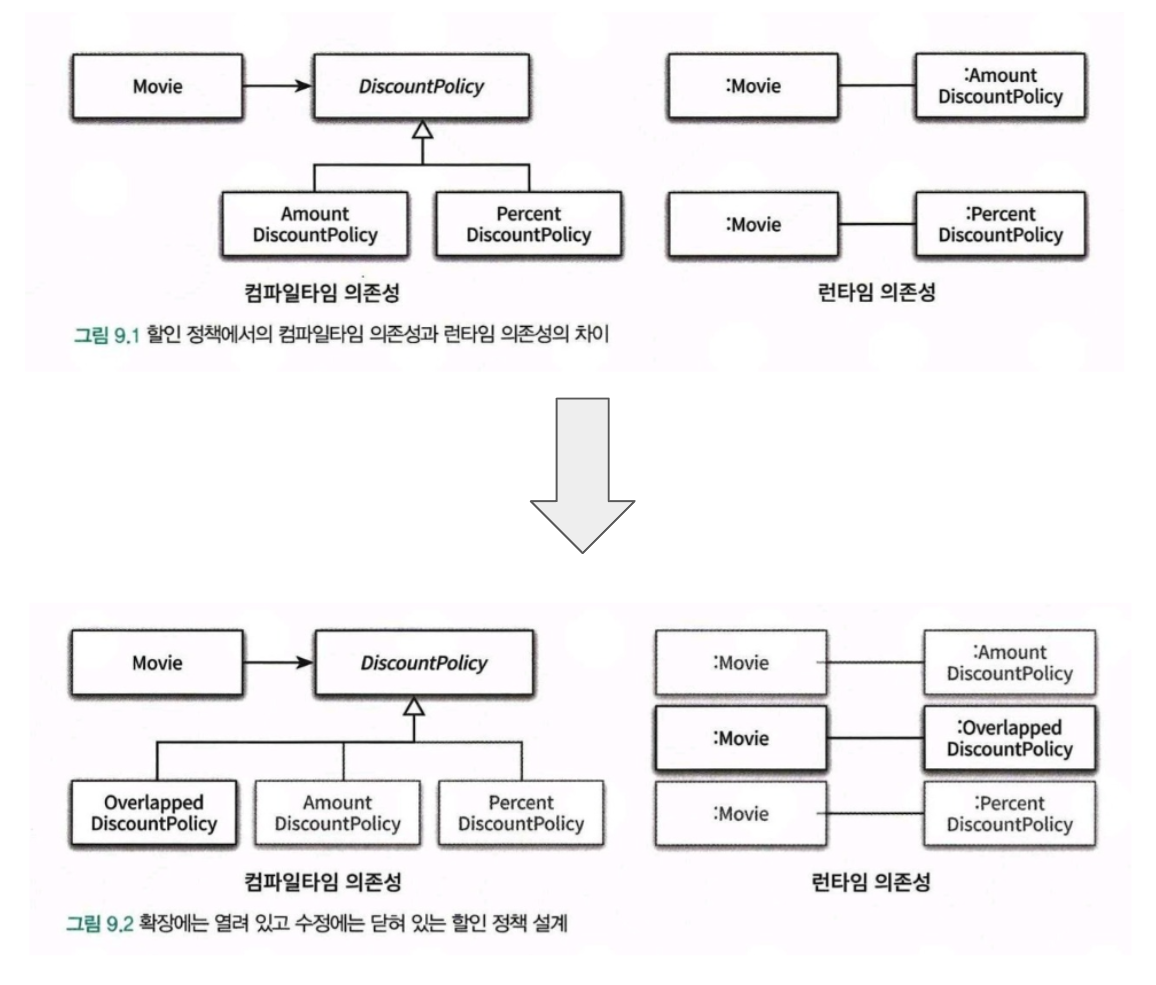 Movie
DiscountPolicy
:Movie
:Amount
DiscountPolicy
Amount
DiscountPolicy
Percent
DiscountPolicy
:Movie
:Percent
DiscountPolicy
컴파일타임 의존성
런타임 의존성
그림 9.1 할인 정책에서의 컴파일타임 의존성과 런타임 의존성의 차이
Movie
DiscountPolicy
:Movie
:Amount
DiscountPolicy
:Movie
:Overlapped
DiscountPolicy
Overlapped
DiscountPolicy
Amount
DiscountPolicy
Percent
DiscountPolicy
:Movie
:Percent
DiscountPolicy
컴파일타임 의존성
런타임 의존성
그림 9.2 확장에는 열려 있고 수정에는 닫혀 있는 할인 정책 설계